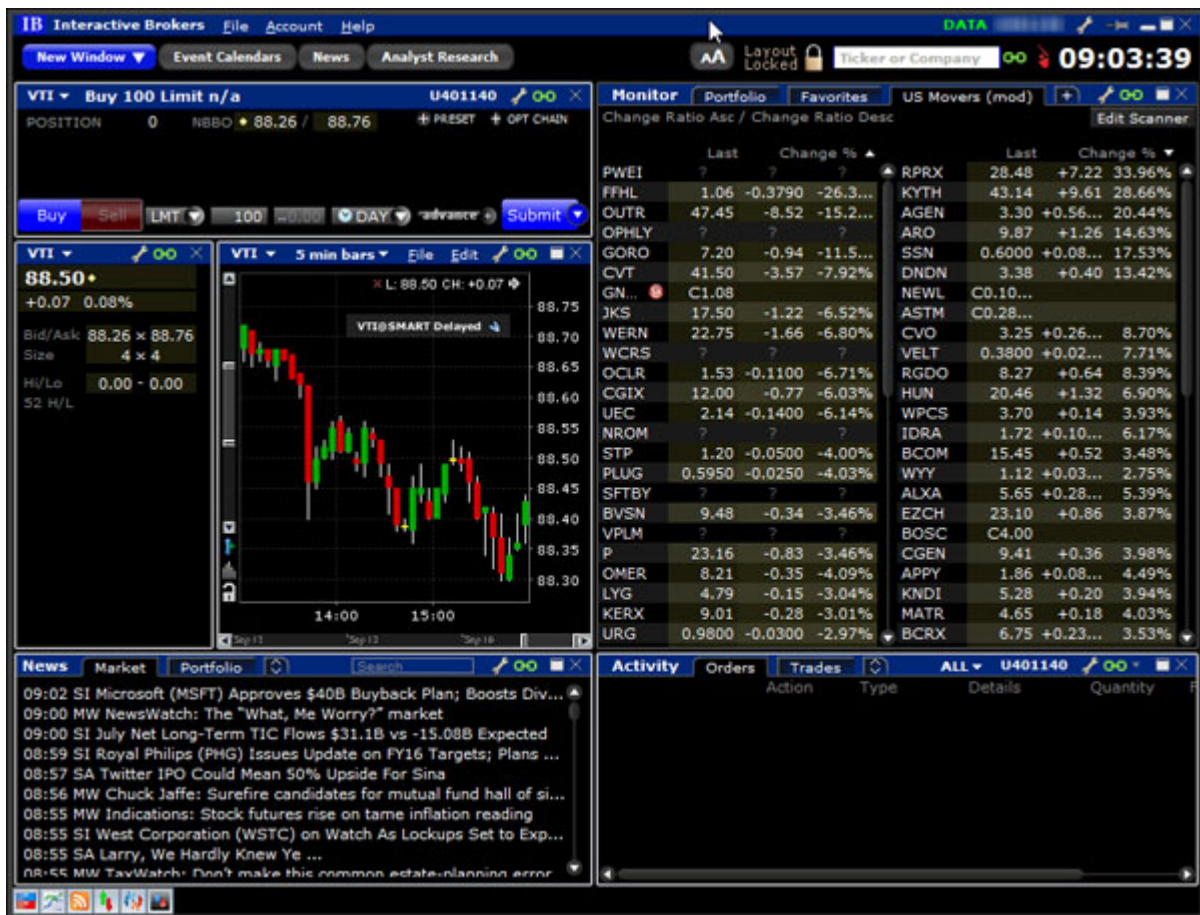 IB Interactive Brokers File Account Help DATA
New Window ▼ Event Calendars News Analyst Research AA Layout Locked Ticker or Company 09:03:39
VTI ▾ Buy 100 Limit n/a U401140
POSITION 0 NBBO • 88.26 / 88.76 + PRESET + OPT CHAIN
Buy Sell LMT 100 DAY advance + Submit
VTI ▾
88.50•
+0.07 0.08%
Bid/Ask 88.26 × 88.76
Size 4 × 4
Hi/Lo 0.00 - 0.00
52 H/L
VTI ▾ 5 min bars ▾ File Edit
L: 88.50 CH: +0.07
VTI@SMART Delayed
88.75
88.70
88.65
88.60
88.55
88.50
88.45
88.40
88.35
88.30
14:00 15:00
Sep 12 Sep 13 Sep 16
Monitor Portfolio Favorites US Movers (mod) +
Change Ratio Asc / Change Ratio Desc Edit Scanner
Last Change % ▲ Last Change % ▼
PWEI ? ? ? RPRX 28.48 +7.22 33.96%
FFHL 1.06 -0.3790 -26.3... KYTH 43.14 +9.61 28.66%
OUTR 47.45 -8.52 -15.2... AGEN 3.30 +0.56... 20.44%
OPHLY ? ? ? ARO 9.87 +1.26 14.63%
GORO 7.20 -0.94 -11.5... SSN 0.6000 +0.08... 17.53%
CVT 41.50 -3.57 -7.92% DNDN 3.38 +0.40 13.42%
GN... C1.08 NEWL C0.10...
JKS 17.50 -1.22 -6.52% ASTM C0.28...
WERN 22.75 -1.66 -6.80% CVO 3.25 +0.26... 8.70%
WCRS ? ? ? VELT 0.3800 +0.02... 7.71%
OCLR 1.53 -0.1100 -6.71% RGDO 8.27 +0.64 8.39%
CGIX 12.00 -0.77 -6.03% HUN 20.46 +1.32 6.90%
UEC 2.14 -0.1400 -6.14% WPCS 3.70 +0.14 3.93%
NROM ? ? ? IDRA 1.72 +0.10... 6.17%
STP 1.20 -0.0500 -4.00% BCOM 15.45 +0.52 3.48%
PLUG 0.5950 -0.0250 -4.03% WYY 1.12 +0.03... 2.75%
SFTBY ? ? ? ALXA 5.65 +0.28... 5.39%
BVSN 9.48 -0.34 -3.46% EZCH 23.10 +0.86 3.87%
VPLM ? ? ? BOSC C4.00
P 23.16 -0.83 -3.46% CGEN 9.41 +0.36 3.98%
OMER 8.21 -0.35 -4.09% APPY 1.86 +0.08... 4.49%
LYG 4.79 -0.15 -3.04% KNDI 5.28 +0.20 3.94%
KERX 9.01 -0.28 -3.01% MATR 4.65 +0.18 4.03%
URG 0.9800 -0.0300 -2.97% BCRX 6.75 +0.23... 3.53%
News Market Portfolio Search
09:02 SI Microsoft (MSFT) Approves $40B Buyback Plan; Boosts Div...
09:00 MW NewsWatch: The "What, Me Worry?" market
09:00 SI July Net Long-Term TIC Flows $31.1B vs -15.08B Expected
08:59 SI Royal Philips (PHG) Issues Update on FY16 Targets; Plans ...
08:57 SA Twitter IPO Could Mean 50% Upside For Sina
08:56 MW Chuck Jaffe: Surefire candidates for mutual fund hall of si...
08:55 MW Indications: Stock futures rise on tame inflation reading
08:55 SI West Corporation (WSTC) on Watch As Lockups Set to Exp...
08:55 SA Larry, We Hardly Knew Ye ...
08:55 MW TaxWatch: Don't make this common estate-planning error
Activity Orders Trades ALL ▾ U401140
Action Type Details Quantity F